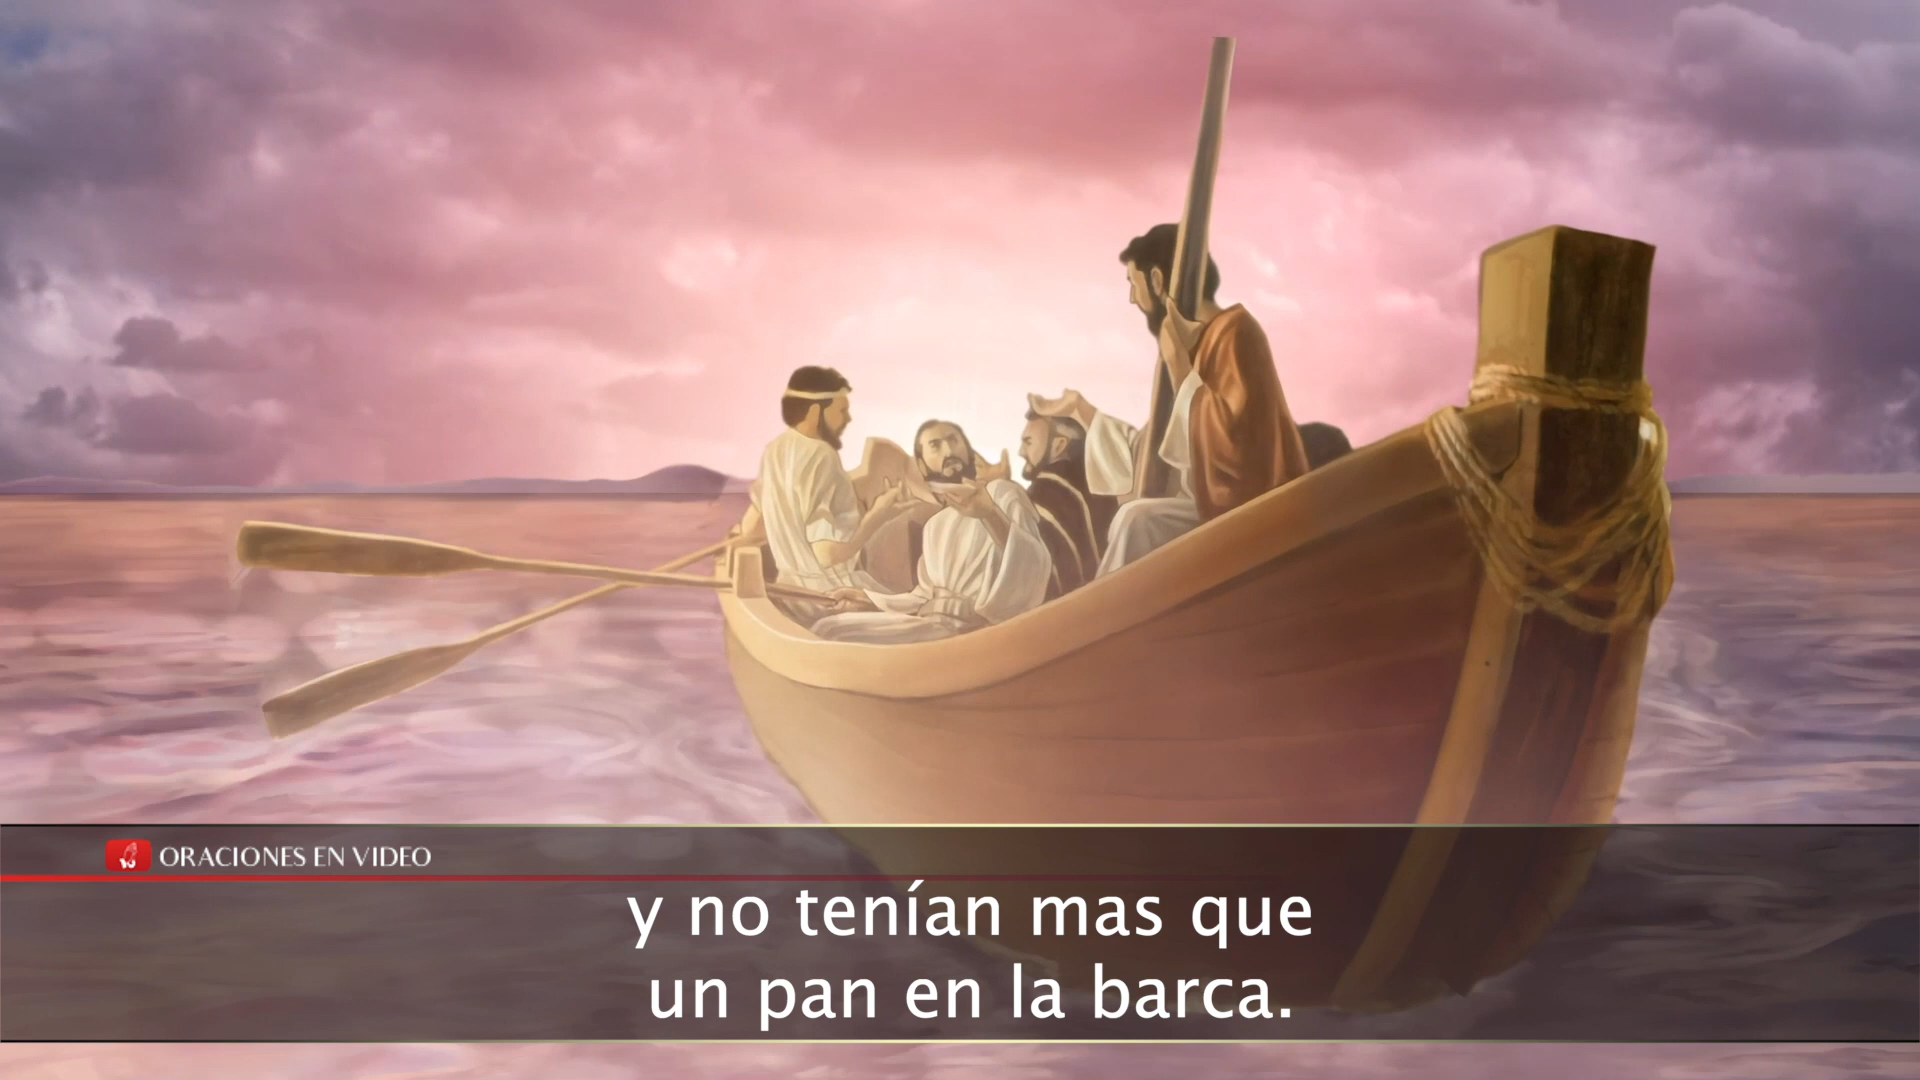 ORACIONES EN VIDEO
y no tenían mas que
un pan en la barca.